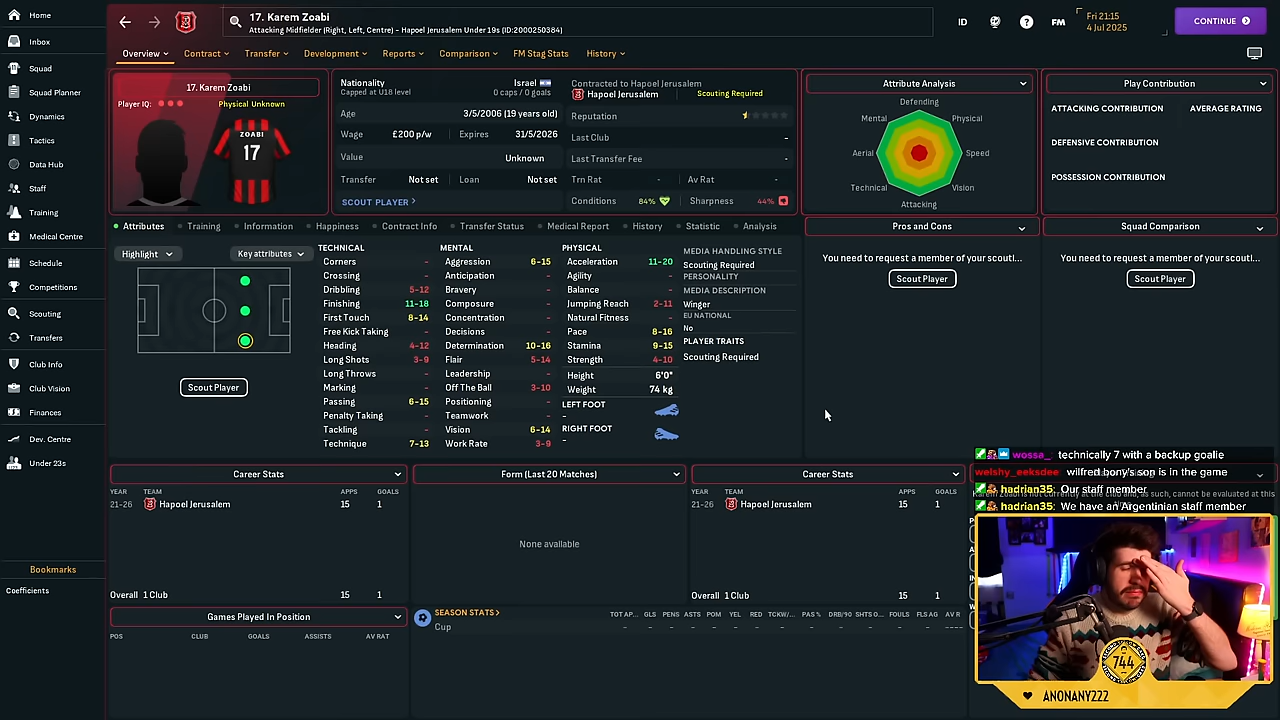 Home
Inbox
Squad
Squad Planner
Dynamics
Tactics
Data Hub
Staff
Training
Medical Centre
Schedule
Competitions
Scouting
Transfers
Club Info
Club Vision
Finances
Dev. Centre
Under 23s
Bookmarks
Coefficients
17. Karem Zoabi
Attacking Midfielder (Right, Left, Centre) - Hapoel Jerusalem Under 19s (ID:2000250384)
ID
FM
Fri 21:15
4 Jul 2025
CONTINUE
Overview
Contract
Transfer
Development
Reports
Comparison
FM Stag Stats
History
17. Karem Zoabi
Player IQ:
Physical Unknown
ZOABI
17
Nationality Israel
Capped at U18 level 0 caps / 0 goals
Age 3/5/2006 (19 years old)
Wage £200 p/w Expires 31/5/2026
Value Unknown
Transfer Not set Loan Not set
SCOUT PLAYER >
Contracted to Hapoel Jerusalem
Hapoel Jerusalem Scouting Required
Reputation
Last Club -
Last Transfer Fee -
Trn Rat - Av Rat -
Conditions 84% Sharpness 44%
Attribute Analysis
Defending
Mental Physical
Aerial Speed
Technical Vision
Attacking
Play Contribution
ATTACKING CONTRIBUTION AVERAGE RATING
DEFENSIVE CONTRIBUTION
POSSESSION CONTRIBUTION
Attributes
Training
Information
Happiness
Contract Info
Transfer Status
Medical Report
History
Statistic
Analysis
Highlight
Key attributes
Scout Player
TECHNICAL
Corners -
Crossing -
Dribbling 5-12
Finishing 11-18
First Touch 8-14
Free Kick Taking -
Heading 4-12
Long Shots 3-9
Long Throws -
Marking -
Passing 6-15
Penalty Taking -
Tackling -
Technique 7-13
MENTAL
Aggression 6-15
Anticipation -
Bravery -
Composure -
Concentration -
Decisions -
Determination 10-16
Flair 5-14
Leadership -
Off The Ball 3-10
Positioning -
Teamwork -
Vision 6-14
Work Rate 3-9
PHYSICAL
Acceleration 11-20
Agility -
Balance -
Jumping Reach 2-11
Natural Fitness -
Pace 8-16
Stamina 9-15
Strength 4-10
Height 6'0"
Weight 74 kg
LEFT FOOT
-
RIGHT FOOT
-
MEDIA HANDLING STYLE
Scouting Required
PERSONALITY
MEDIA DESCRIPTION
Winger
EU NATIONAL
No
PLAYER TRAITS
Scouting Required
Pros and Cons
You need to request a member of your scouti...
Scout Player
Squad Comparison
You need to request a member of your scouti...
Scout Player
Career Stats
YEAR TEAM APPS GOALS
21-26 Hapoel Jerusalem 15 1
Overall 1 Club 15 1
Form (Last 20 Matches)
None available
Career Stats
YEAR TEAM APPS GOALS
21-26 Hapoel Jerusalem 15 1
Overall 1 Club 15 1
Games Played In Position
POS CLUB GOALS ASSISTS AV RAT
SEASON STATS > TOT AP... GLS PENS ASTS POM YEL RED TCKW/... PAS % DRB/90 SHTS O... FOULS FLS AG AV R
Cup
wossa_ technically 7 with a backup goalie
welshy_eeksdee wilfred bony's son is in the game
hadrian35: Our staff member
hadrian35: We have an Argentinian staff member
744
ANONANY222